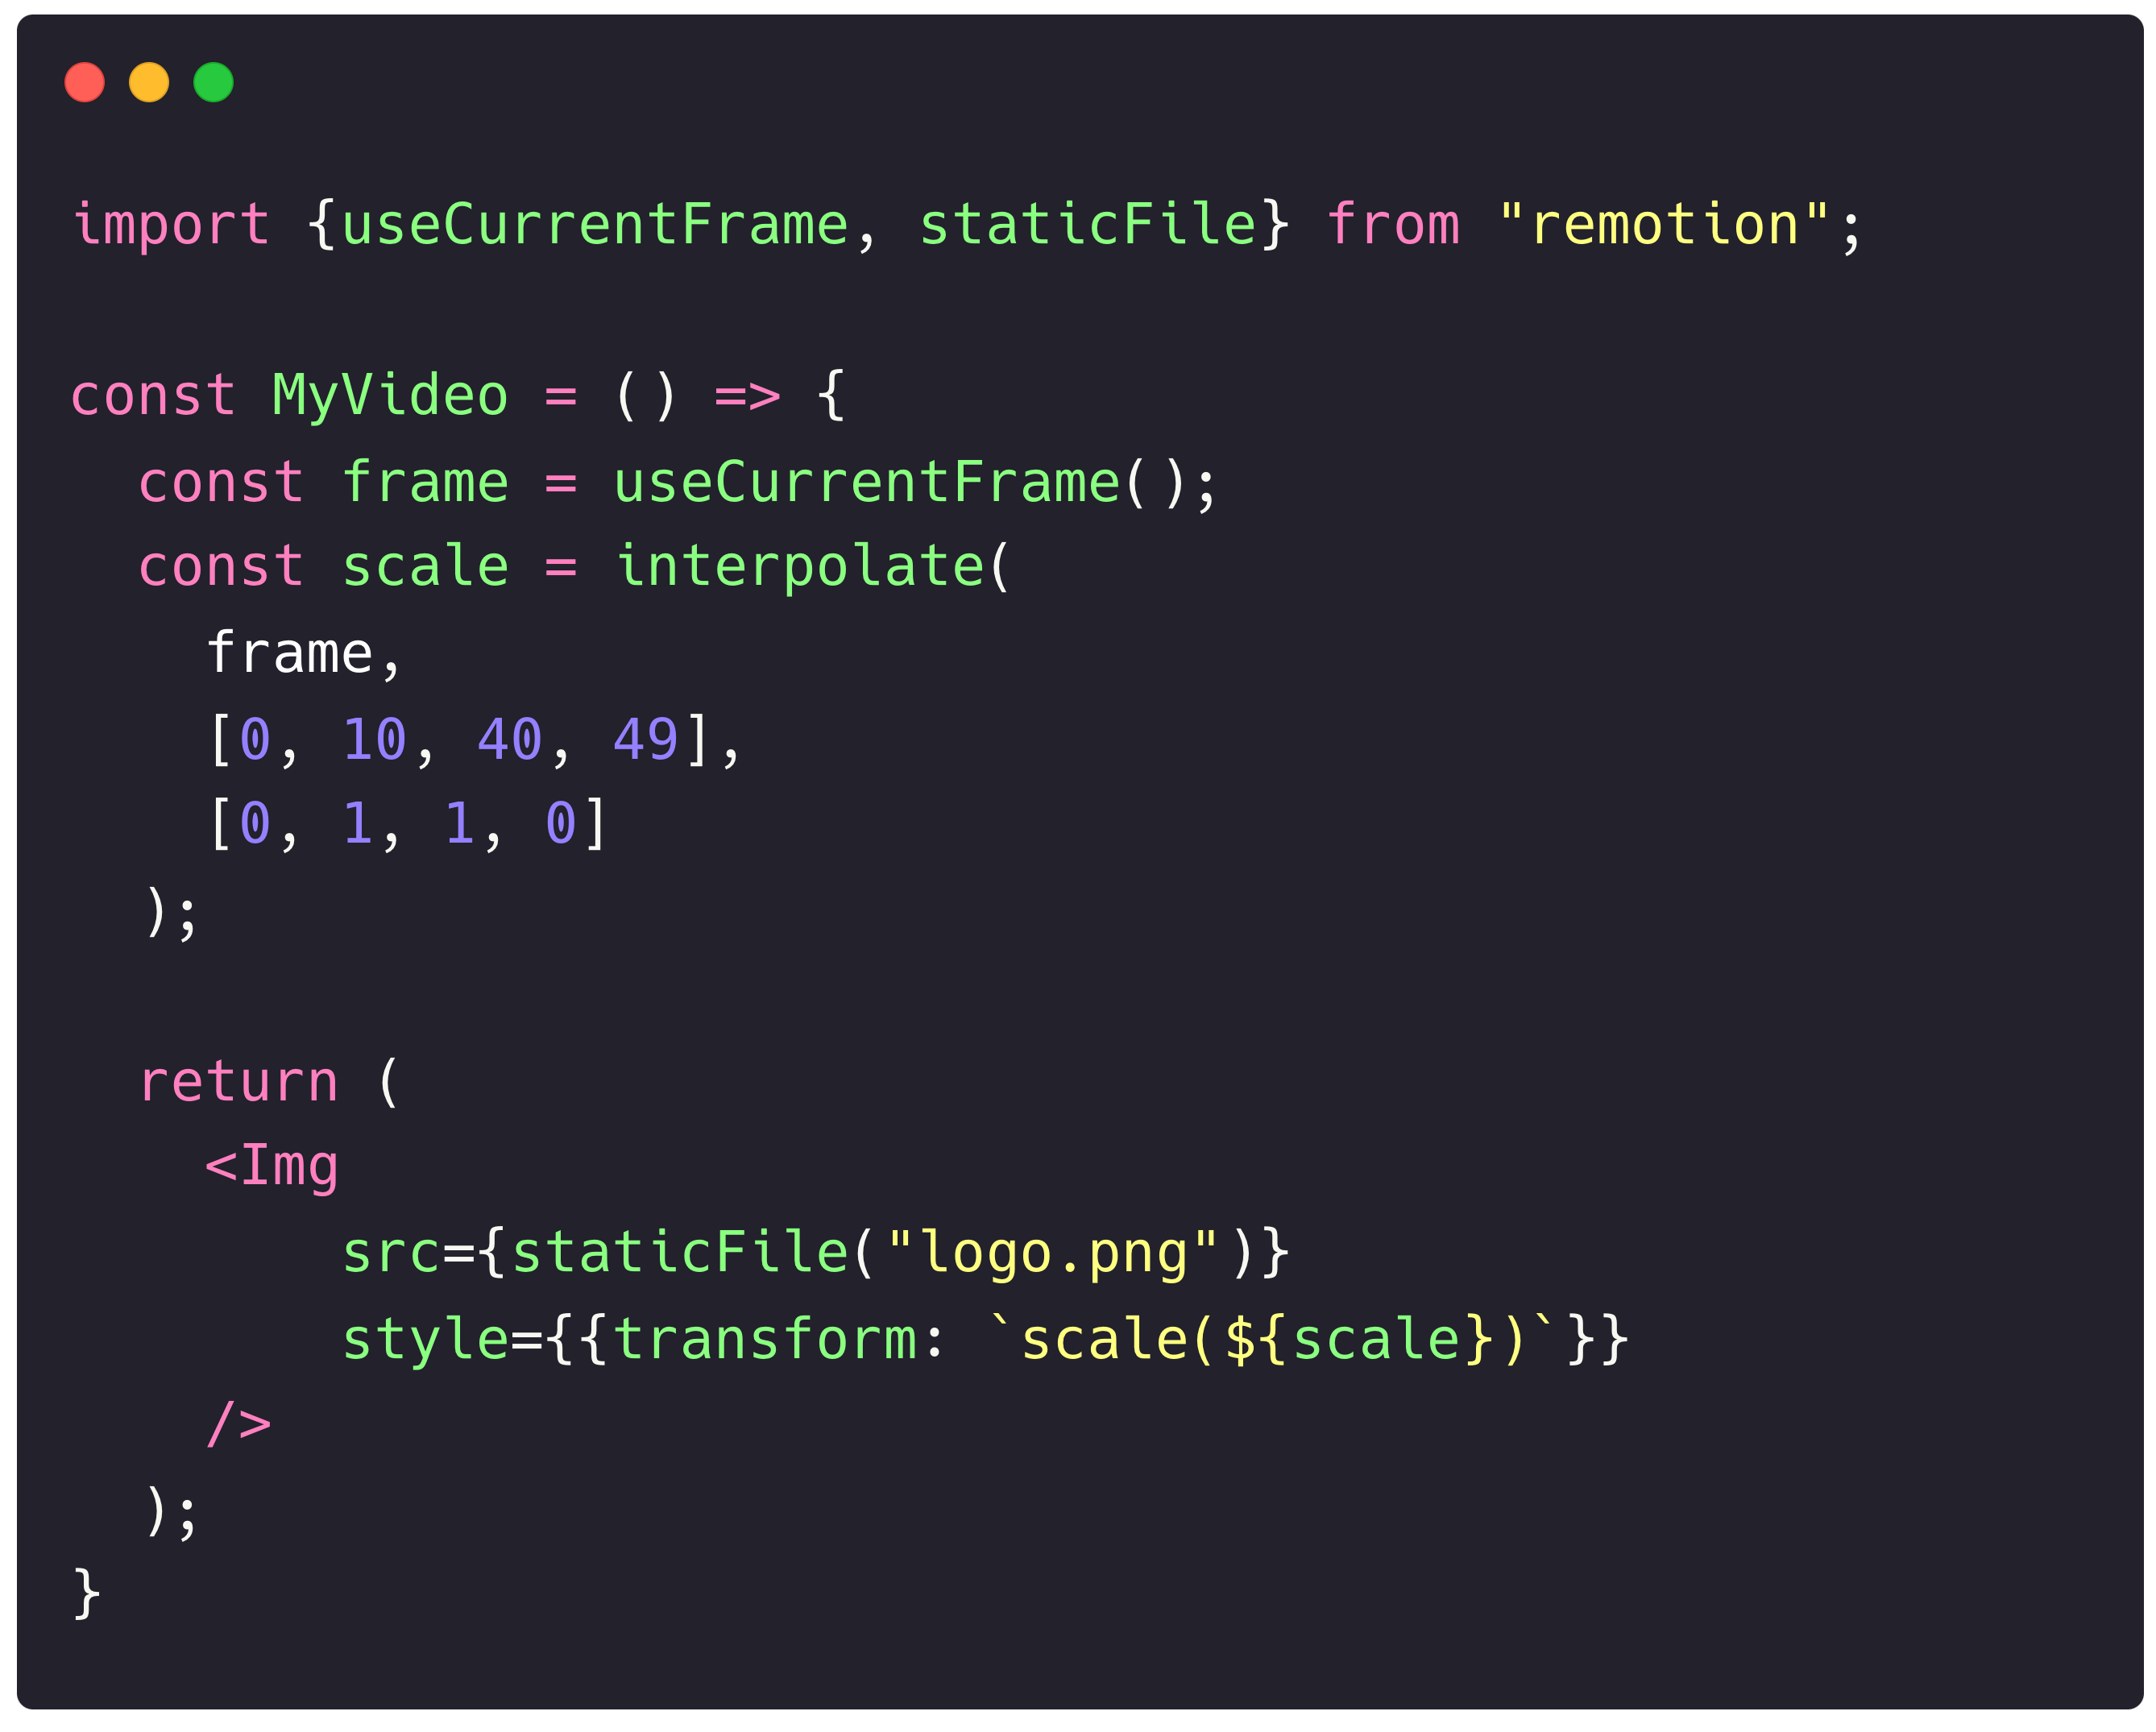 import {useCurrentFrame, staticFile} from "remotion";

const MyVideo = () => {
  const frame = useCurrentFrame();
  const scale = interpolate(
    frame,
    [0, 10, 40, 49],
    [0, 1, 1, 0]
  );

  return (
    <Img
        src={staticFile("logo.png")}
        style={{transform: `scale(${scale})`}}
    />
  );
}